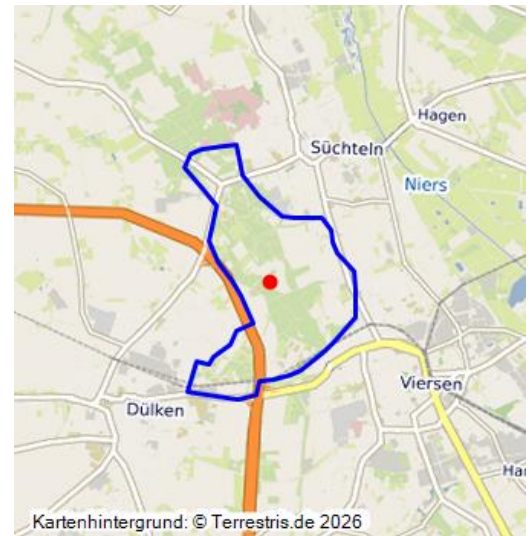 Hagen
Süchteln
Niers
Viersen
Dülken
Kartenhintergrund: © Terrestris.de 2026